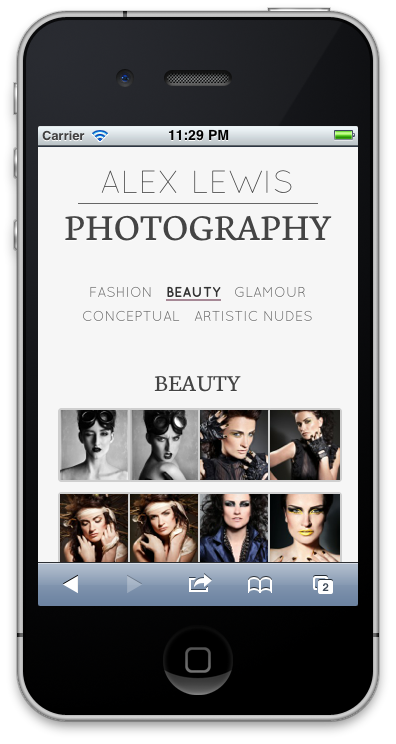 Carrier 11:29 PM
ALEX LEWIS
PHOTOGRAPHY
FASHION BEAUTY GLAMOUR
CONCEPTUAL ARTISTIC NUDES
BEAUTY
2